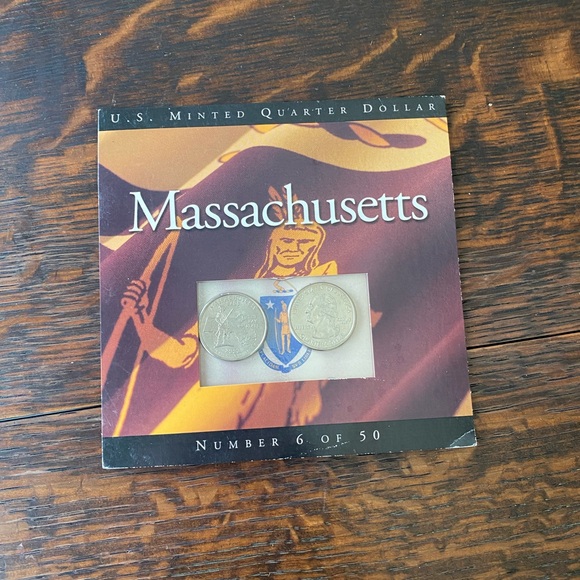 U.S. MINTED QUARTER DOLLAR
Massachusetts
NUMBER 6 OF 50